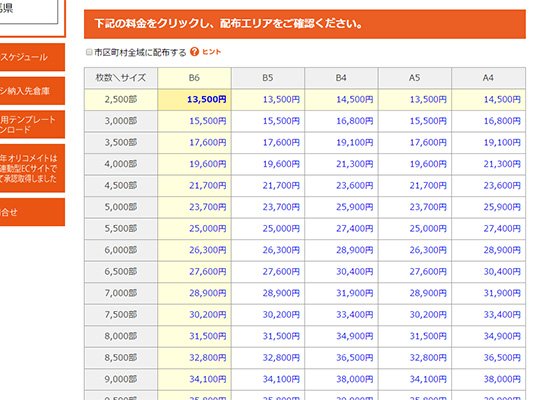 馬県
下記の料金をクリックし、配布エリアをご確認ください。
スケジュール
市区町村全域に配布する ? ヒント
枚数＼サイズ B6 B5 B4 A5 A4
シ納入先倉庫
2,500部 13,500円 13,500円 14,500円 13,500円 14,500円
3,000部 15,500円 15,500円 16,800円 15,500円 16,800円
用テンプレート
ンロード
3,500部 17,600円 17,600円 19,100円 17,600円 19,100円
年オリコメイトは
連動型ECサイトで
て承認取得しました
4,000部 19,600円 19,600円 21,300円 19,600円 21,300円
4,500部 21,700円 21,700円 23,600円 21,700円 23,600円
5,000部 23,700円 23,700円 25,900円 23,700円 25,900円
合せ
5,500部 25,000円 25,000円 27,400円 25,000円 27,400円
6,000部 26,300円 26,300円 28,900円 26,300円 28,900円
6,500部 27,600円 27,600円 30,400円 27,600円 30,400円
7,000部 28,900円 28,900円 31,900円 28,900円 31,900円
7,500部 30,200円 30,200円 33,400円 30,200円 33,400円
8,000部 31,500円 31,500円 34,900円 31,500円 34,900円
8,500部 32,800円 32,800円 36,500円 32,800円 36,500円
9,000部 34,100円 34,100円 38,000円 34,100円 38,000円